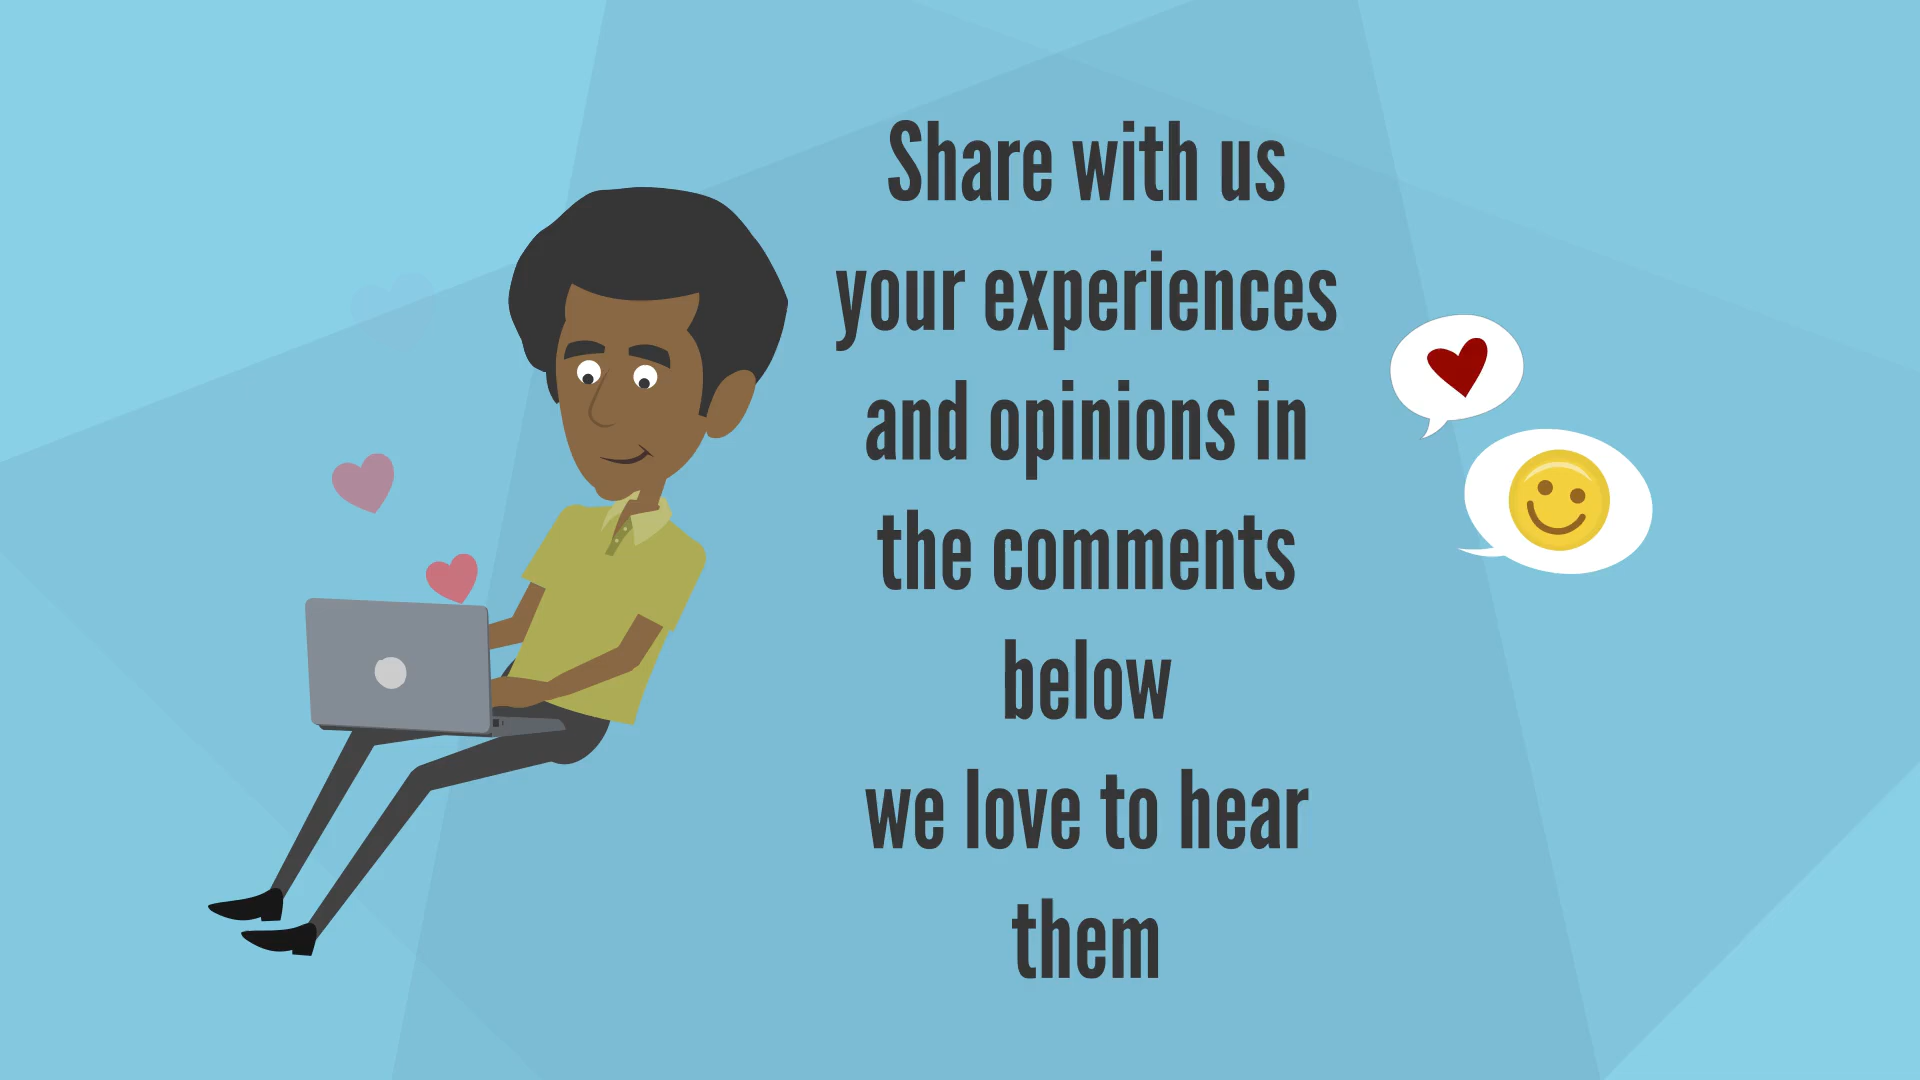 Share with us
your experiences
and opinions in
the comments
below
we love to hear
them